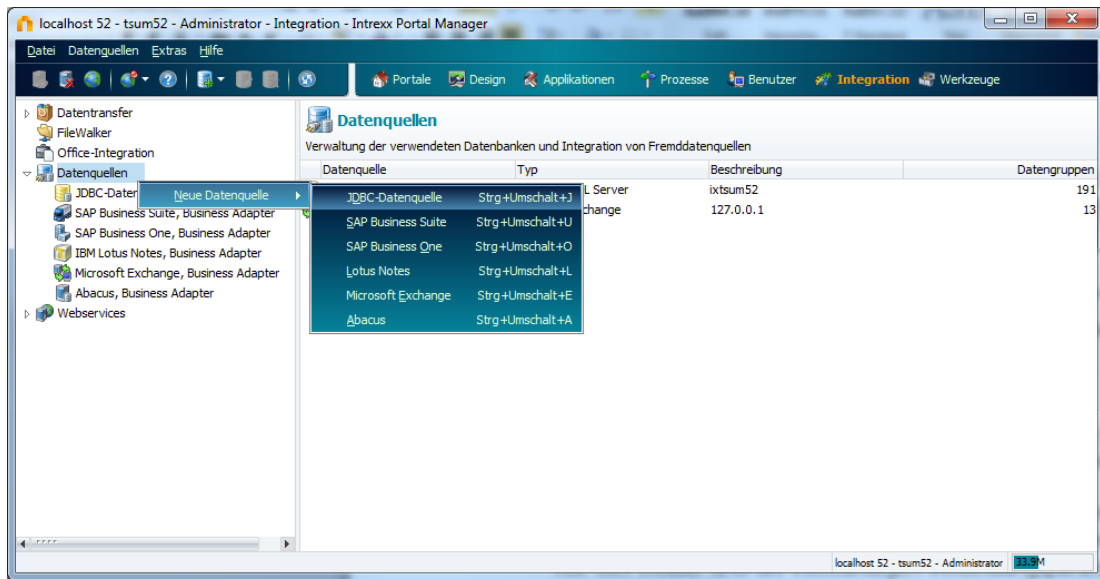 localhost 52 - tsum52 - Administrator - Integration - Intrexx Portal Manager
Datei Datenquellen Extras Hilfe
Portale Design Applikationen Prozesse Benutzer Integration Werkzeuge
Datentransfer
FileWalker
Office-Integration
Datenquellen
JDBC-Daten
SAP Business Suite, Business Adapter
SAP Business One, Business Adapter
IBM Lotus Notes, Business Adapter
Microsoft Exchange, Business Adapter
Abacus, Business Adapter
Webservices
Neue Datenquelle
JDBC-Datenquelle Strg+Umschalt+J
SAP Business Suite Strg+Umschalt+U
SAP Business One Strg+Umschalt+O
Lotus Notes Strg+Umschalt+L
Microsoft Exchange Strg+Umschalt+E
Abacus Strg+Umschalt+A
Datenquellen
Verwaltung der verwendeten Datenbanken und Integration von Fremddatenquellen
Datenquelle Typ Beschreibung Datengruppen
L Server ixtsum52 191
change 127.0.0.1 13
localhost 52 - tsum52 - Administrator 33.9M